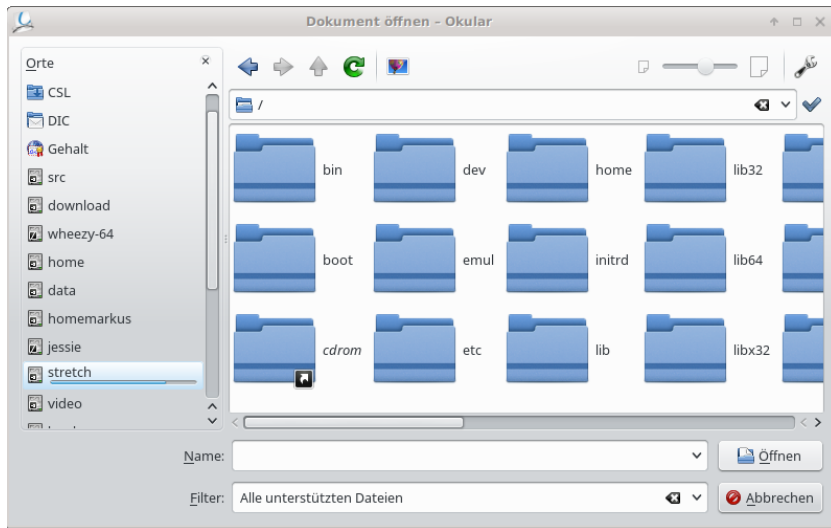 Dokument öffnen – Okular
Orte
CSL
DIC
Gehalt
src
download
wheezy-64
home
data
homemarkus
jessie
stretch
video
/
bin
dev
home
lib32
boot
emul
initrd
lib64
cdrom
etc
lib
libx32
Name:
Öffnen
Filter:
Alle unterstützten Dateien
Abbrechen